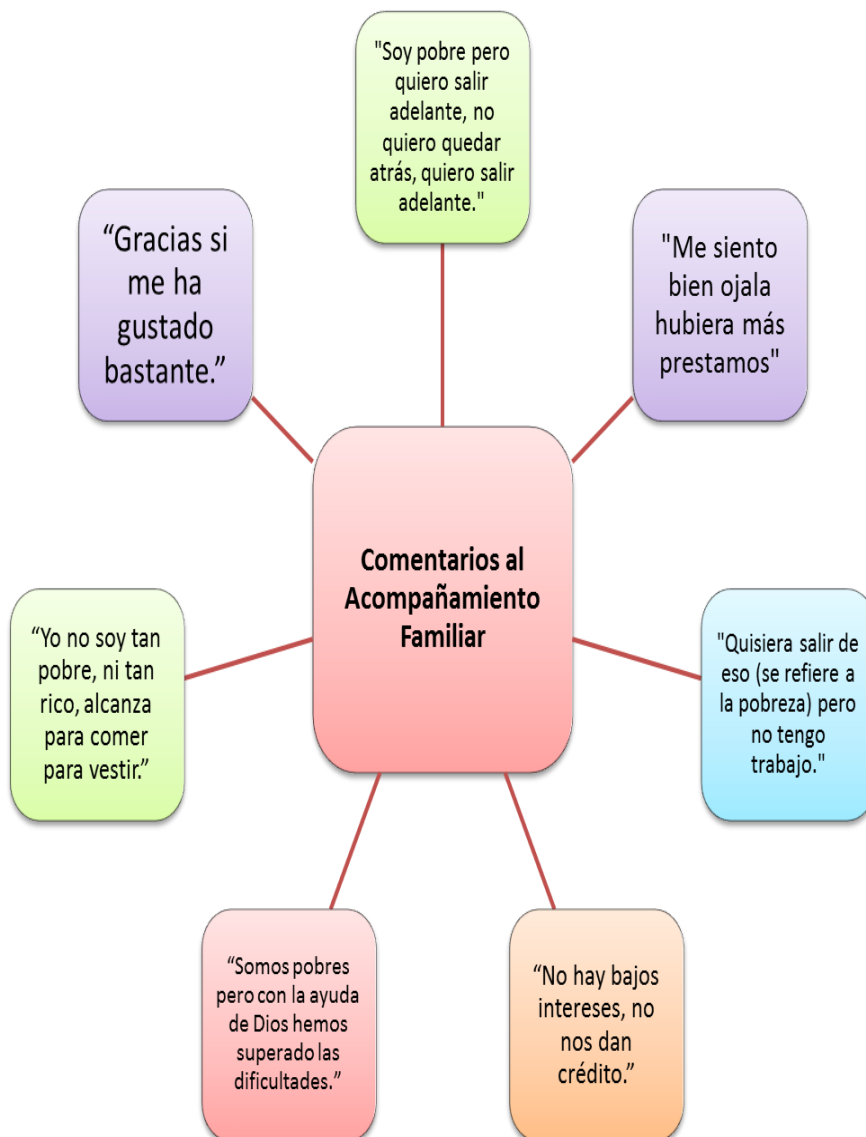 "Soy pobre pero
quiero salir
adelante, no
quiero quedar
atrás, quiero salir
adelante."
“Gracias si
me ha
gustado
bastante.”
"Me siento
bien ojala
hubiera más
prestamos"
Comentarios al
Acompañamiento
Familiar
“Yo no soy tan
pobre, ni tan
rico, alcanza
para comer
para vestir.”
"Quisiera salir de
eso (se refiere a
la pobreza) pero
no tengo
trabajo."
“Somos pobres
pero con la ayuda
de Dios hemos
superado las
dificultades.”
“No hay bajos
intereses, no
nos dan
crédito.”